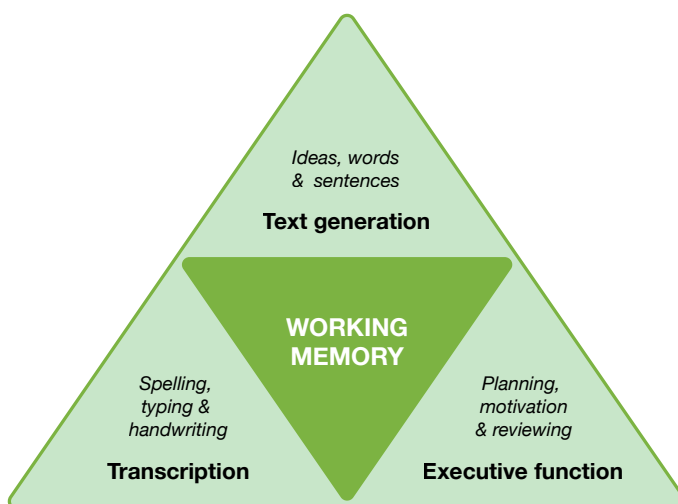 Ideas, words
& sentences
Text generation
WORKING
MEMORY
Spelling,
typing &
handwriting
Transcription
Planning,
motivation
& reviewing
Executive function